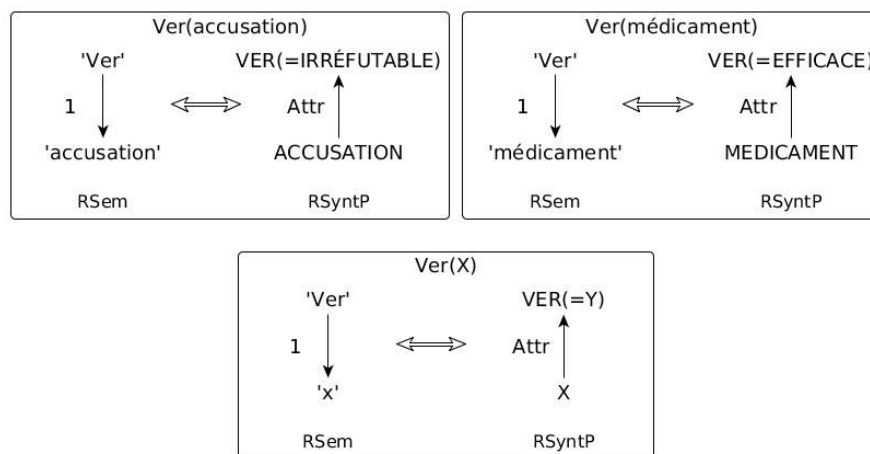 Ver(accusation)
'Ver' VER(=IRRÉFUTABLE)
1 Attr
'accusation' ACCUSATION
RSem RSyntP
Ver(médicament)
'Ver' VER(=EFFICACE)
1 Attr
'médicament' MEDICAMENT
RSem RSyntP
Ver(X)
'Ver' VER(=Y)
1 Attr
'x' X
RSem RSyntP